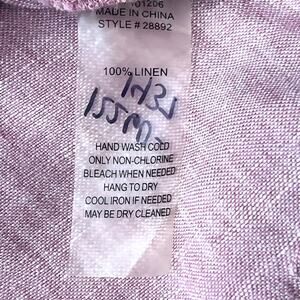 MADE IN CHINA
STYLE # 28892
100% LINEN
HAND WASH COLD
ONLY NON-CHLORINE
BLEACH WHEN NEEDED
HANG TO DRY
COOL IRON IF NEEDED
MAY BE DRY CLEANED